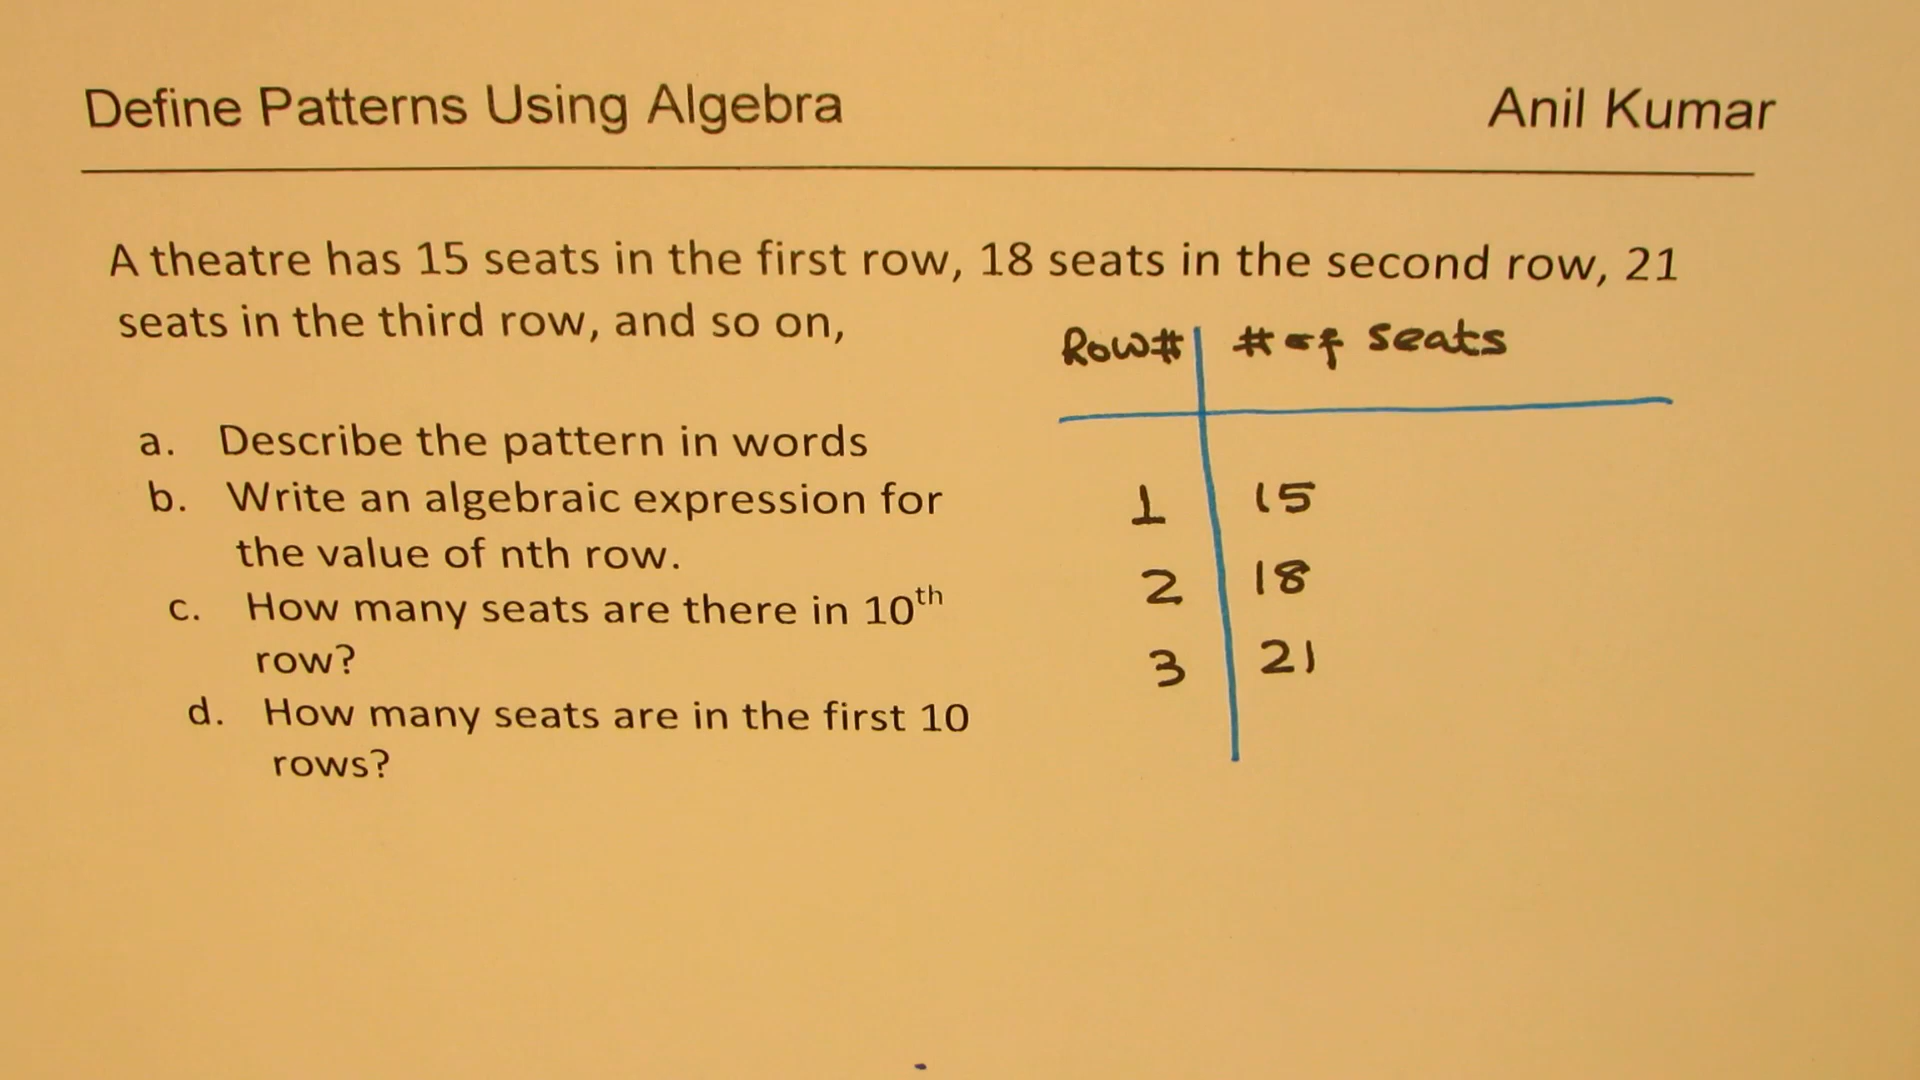 Define Patterns Using Algebra
Anil Kumar
A theatre has 15 seats in the first row, 18 seats in the second row, 21
seats in the third row, and so on,
a. Describe the pattern in words
b. Write an algebraic expression for
the value of nth row.
c. How many seats are there in 10th
row?
d. How many seats are in the first 10
rows?
Row# # of seats
1 15
2 18
3 21